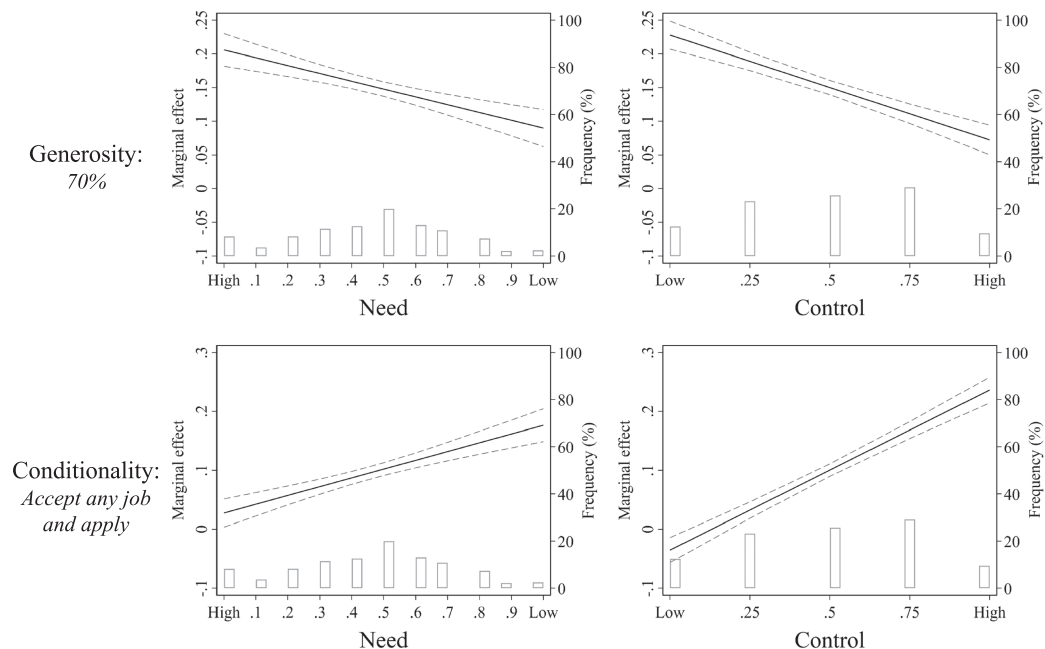 Generosity:
70%
Marginal effect
-.1 -.05 0 .05 .1 .15 .2 .25
0 20 40 60 80 100
Frequency (%)
High .1 .2 .3 .4 .5 .6 .7 .8 .9 Low
Need
Marginal effect
-.1 -.05 0 .05 .1 .15 .2 .25
0 20 40 60 80 100
Frequency (%)
Low .25 .5 .75 High
Control
Conditionality:
Accept any job
and apply
Marginal effect
-.1 0 .1 .2 .3
0 20 40 60 80 100
Frequency (%)
High .1 .2 .3 .4 .5 .6 .7 .8 .9 Low
Need
Marginal effect
-.1 0 .1 .2 .3
0 20 40 60 80 100
Frequency (%)
Low .25 .5 .75 High
Control